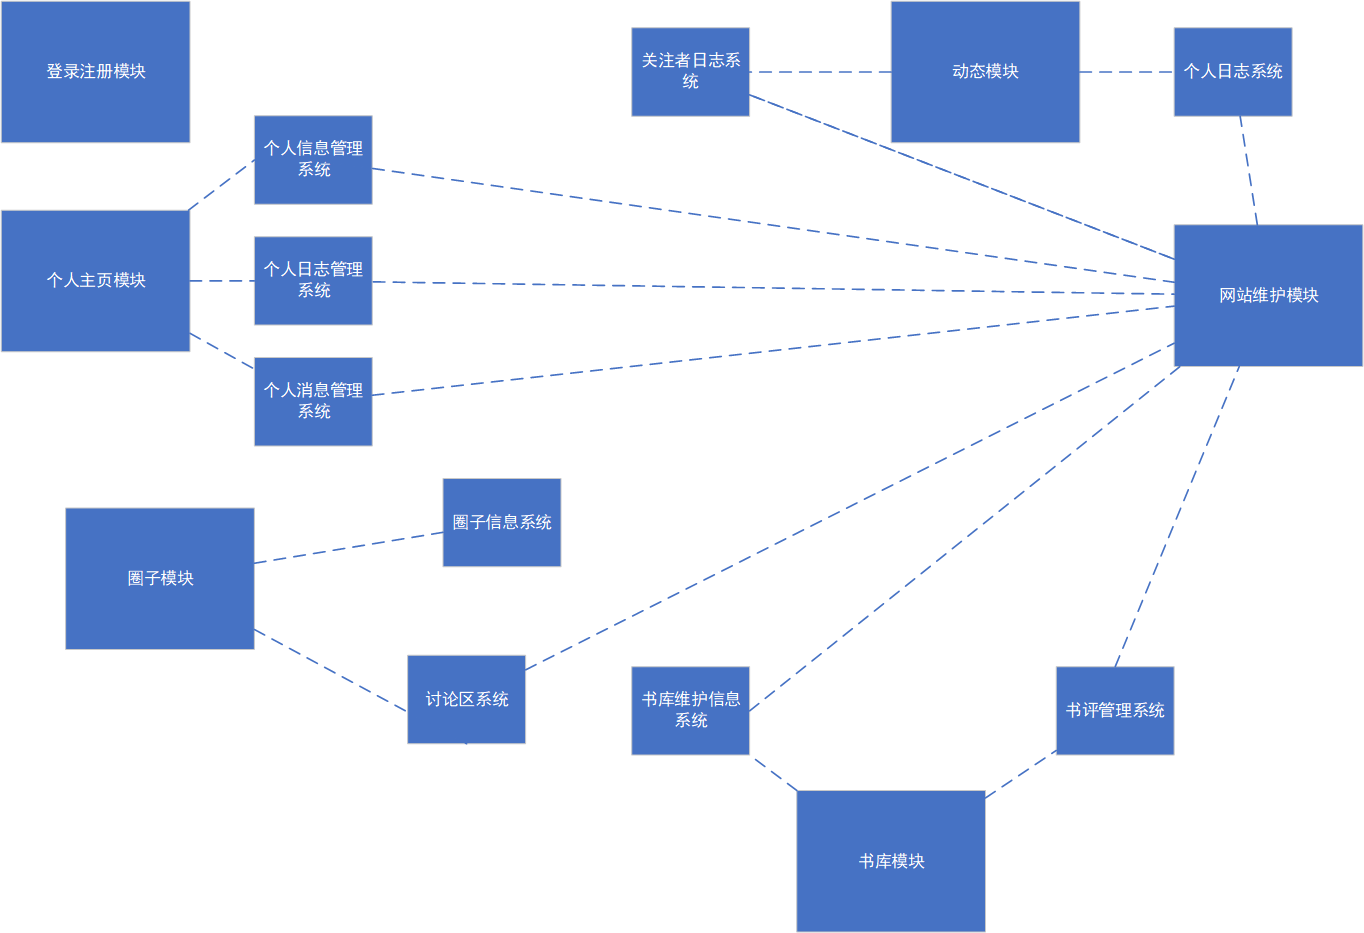 登录注册模块
关注者日志系
统
动态模块
个人日志系统
个人信息管理
系统
个人主页模块
个人日志管理
系统
网站维护模块
个人消息管理
系统
圈子信息系统
圈子模块
讨论区系统
书库维护信息
系统
书评管理系统
书库模块